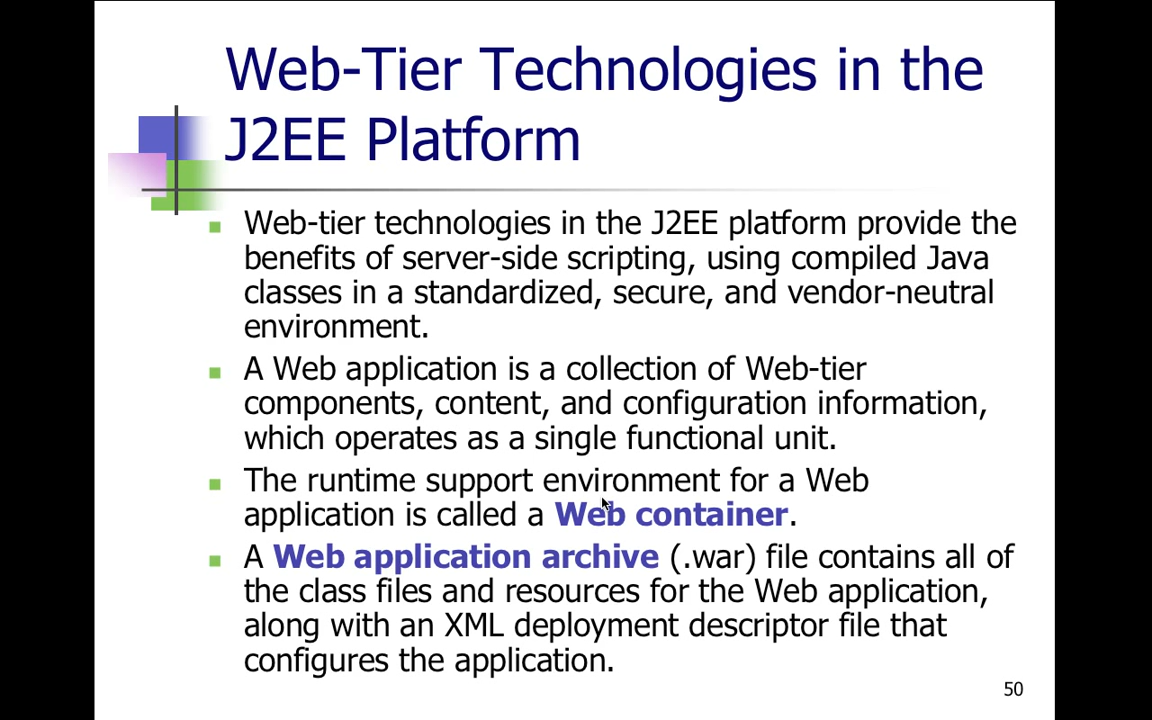 Web-Tier Technologies in the
J2EE Platform
Web-tier technologies in the J2EE platform provide the
benefits of server-side scripting, using compiled Java
classes in a standardized, secure, and vendor-neutral
environment.
A Web application is a collection of Web-tier
components, content, and configuration information,
which operates as a single functional unit.
The runtime support environment for a Web
application is called a Web container.
A Web application archive (.war) file contains all of
the class files and resources for the Web application,
along with an XML deployment descriptor file that
configures the application.
50